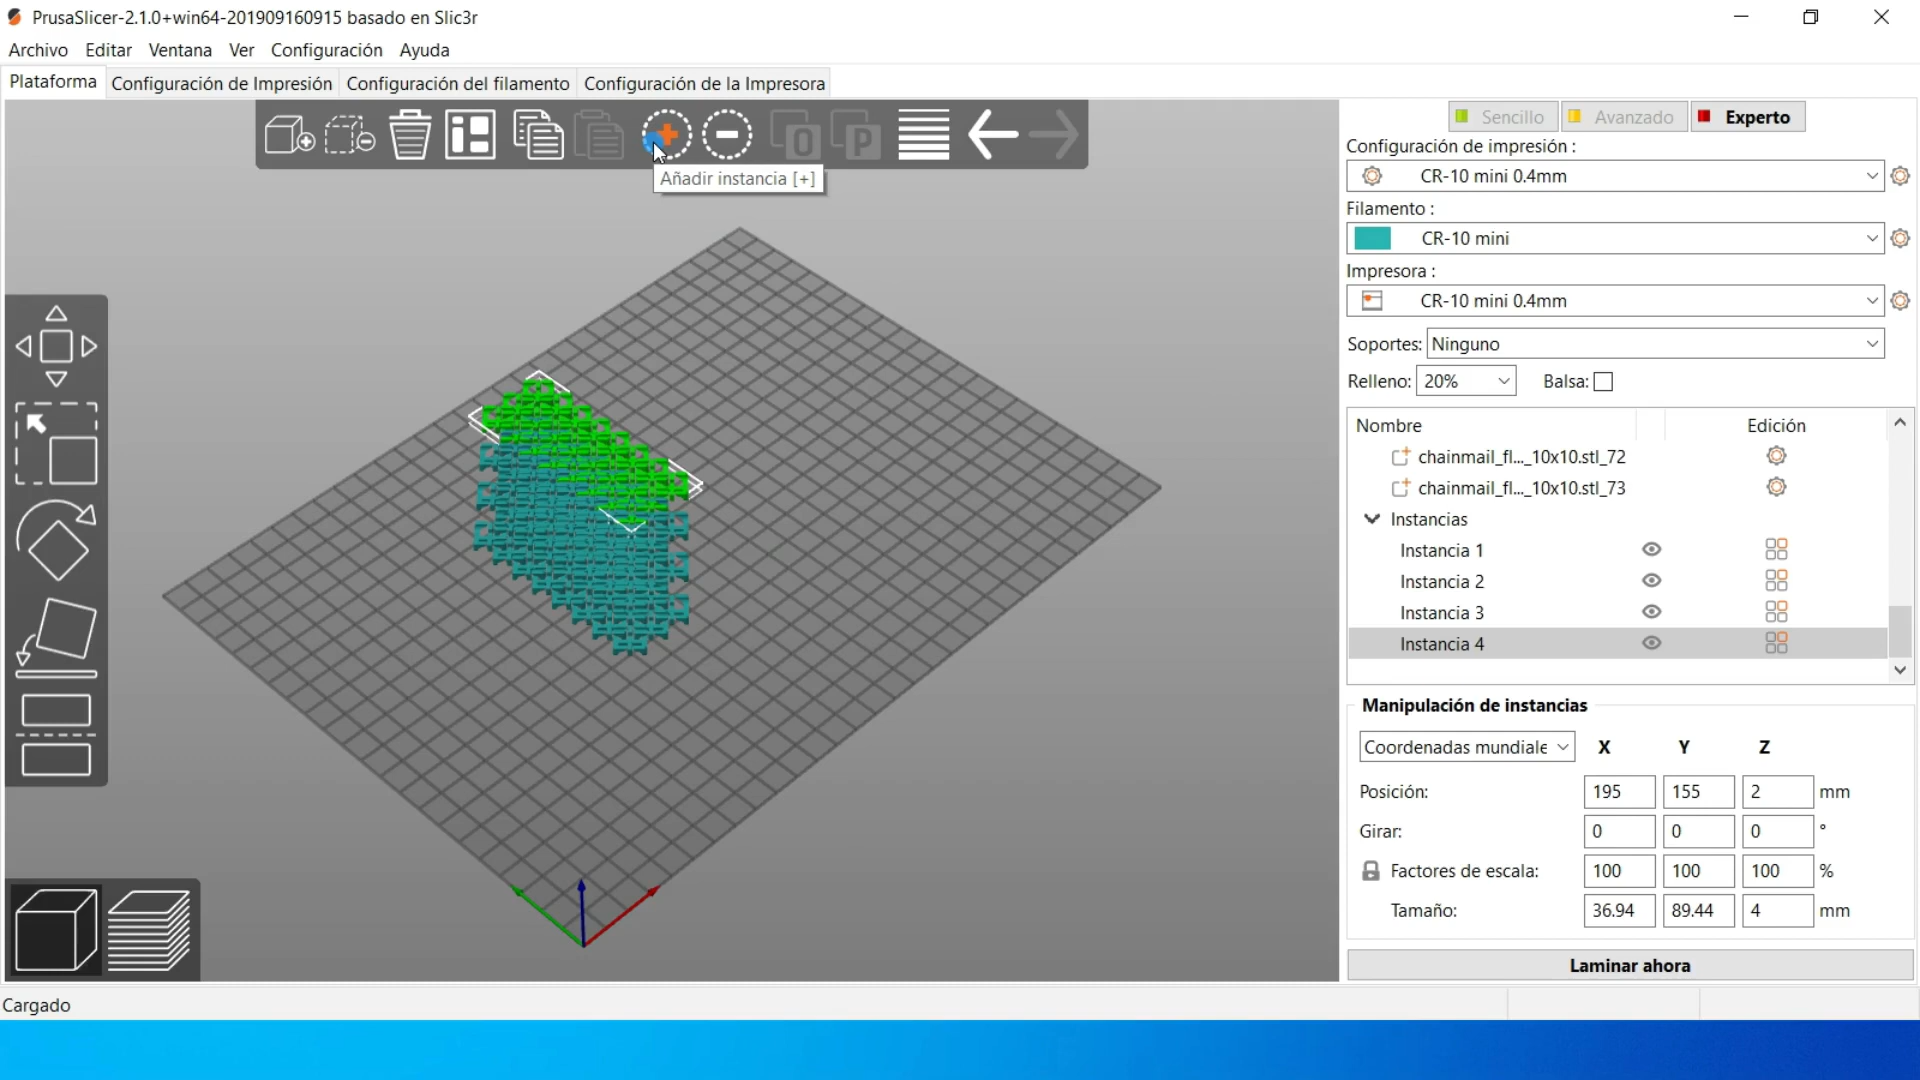 PrusaSlicer-2.1.0+win64-201909160915 basado en Slic3r
Archivo Editar Ventana Ver Configuración Ayuda
Plataforma Configuración de Impresión Configuración del filamento Configuración de la Impresora
O P
Añadir instancia [+]
Sencillo Avanzado Experto
Configuración de impresión :
CR-10 mini 0.4mm
Filamento :
CR-10 mini
Impresora :
CR-10 mini 0.4mm
Soportes: Ninguno
Relleno: 20% Balsa:
Nombre Edición
chainmail_fl..._10x10.stl_72
chainmail_fl..._10x10.stl_73
Instancias
Instancia 1
Instancia 2
Instancia 3
Instancia 4
Manipulación de instancias
Coordenadas mundiale X Y Z
Posición: 195 155 2 mm
Girar: 0 0 0 °
Factores de escala: 100 100 100 %
Tamaño: 36.94 89.44 4 mm
Laminar ahora
Cargado